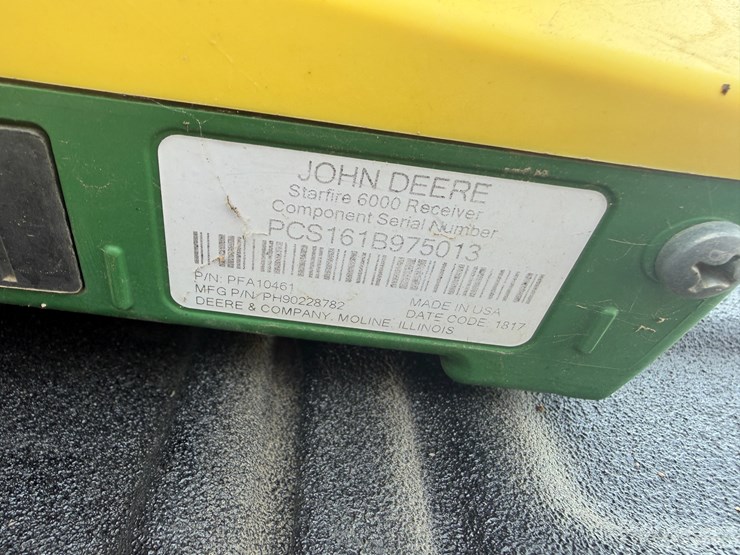 JOHN DEERE
Starfire 6000 Receiver
Component Serial Number
PCS161B975013
P/N: PFA10461
MFG P/N: PH90228782
MADE IN USA
DATE CODE: 1817
DEERE & COMPANY. MOLINE, ILLINOIS